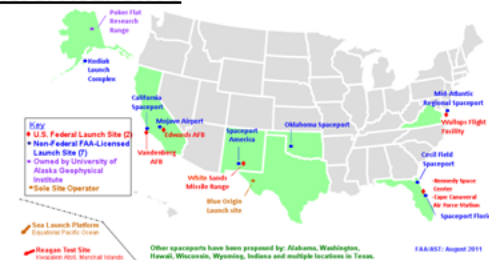 Poker Flat
Research
Range
Kodiak
Launch
Complex
California
Spaceport
Mojave Airport
Edwards AFB
Vandenberg
AFB
Spaceport
America
White Sands
Missile Range
Blue Origin
Launch site
Oklahoma Spaceport
Mid-Atlantic
Regional Spaceport
Wallops Flight
Facility
Cecil Field
Spaceport
Kennedy Space
Center
Cape Canaveral
Air Force Station
Spaceport Florida
Key
U.S. Federal Launch Site (2)
Non-Federal FAA-Licensed
Launch Site (7)
Owned by University of
Alaska Geophysical
Institute
Sole Site Operator
Sea Launch Platform
Equatorial Pacific Ocean
Reagan Test Site
Kwajalein Atoll, Marshall Islands
Other spaceports have been proposed by: Alabama, Washington,
Hawaii, Wisconsin, Wyoming, Indiana and multiple locations in Texas.
FAA/AST: August 2011